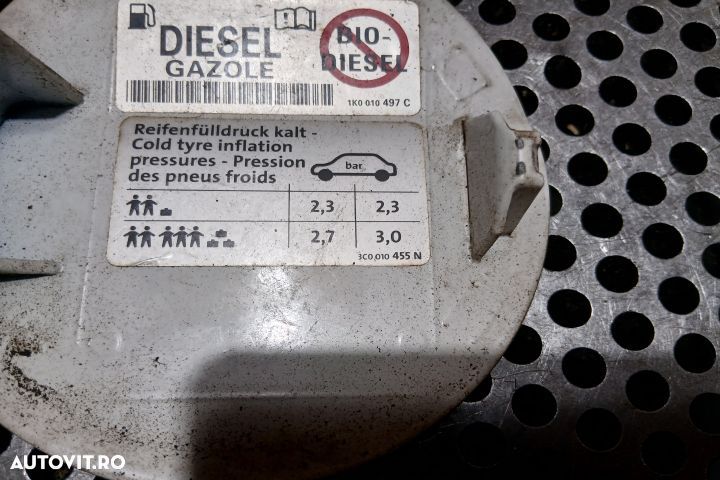 DIESEL
GAZOLE
BIO-
DIESEL
1K0 010 497 C
Reifenfülldruck kalt -
Cold tyre inflation
pressures - Pression
des pneus froids
bar
2,3 2,3
2,7 3,0
3C0 010 455 N
AUTOVIT.RO